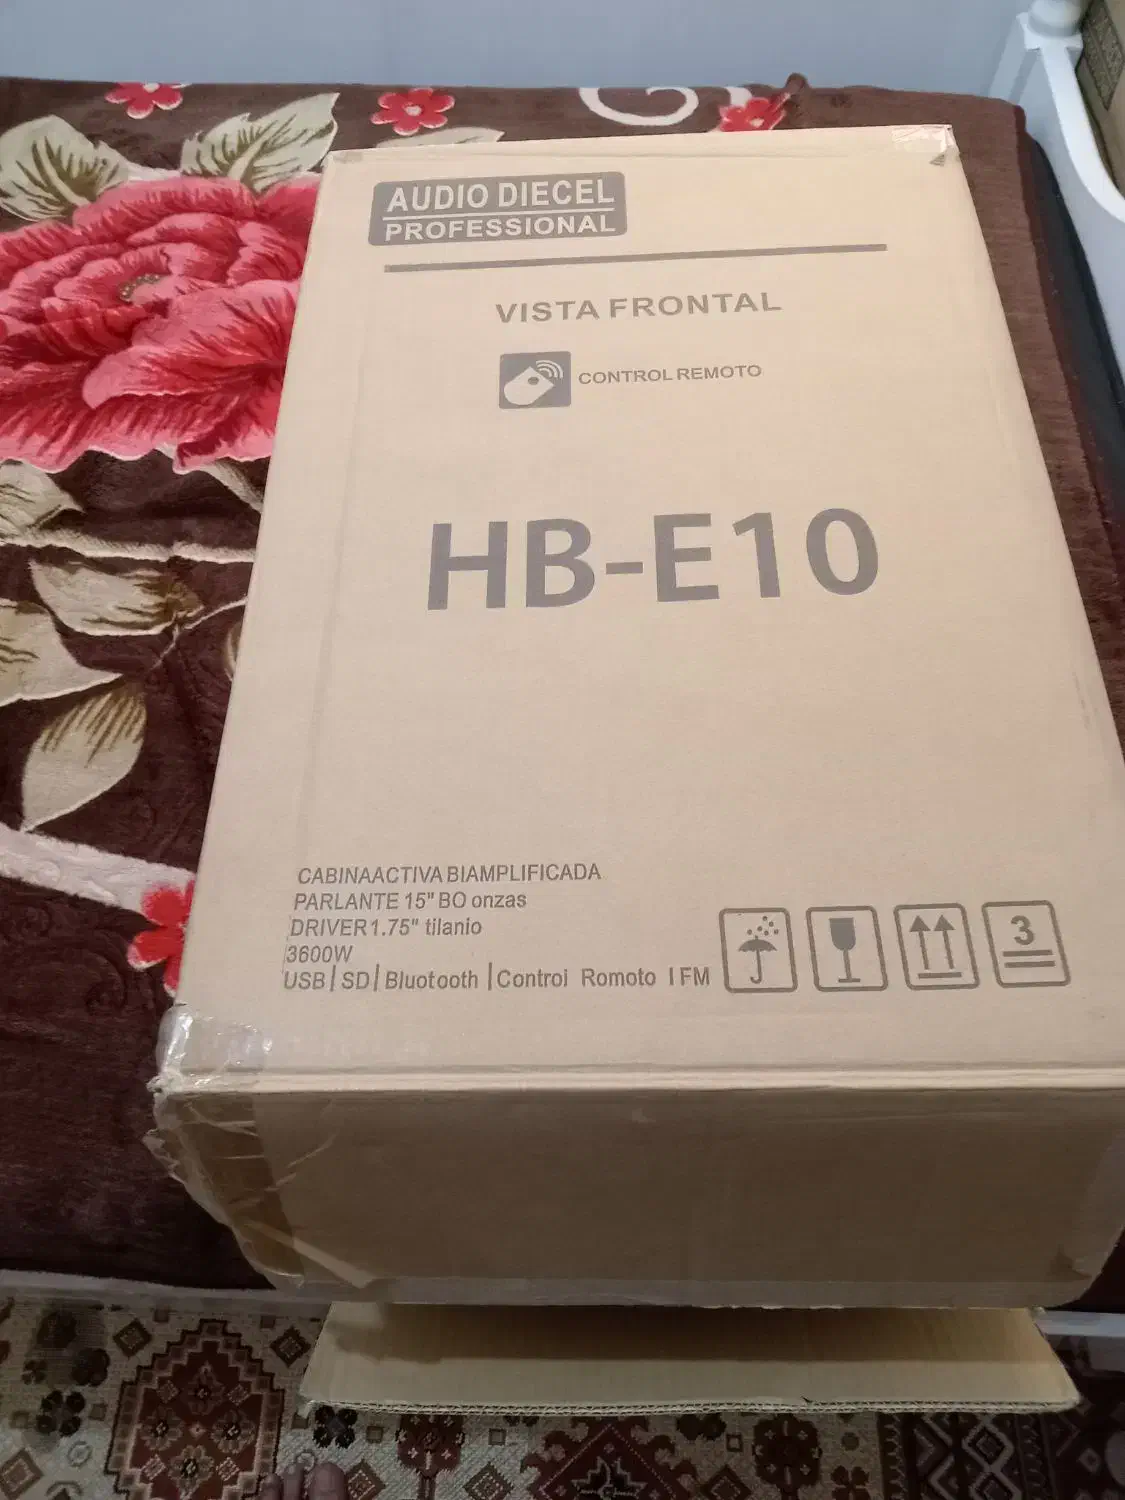 AUDIO DIECEL
PROFESSIONAL
VISTA FRONTAL
CONTROL REMOTO
HB-E10
CABINAACTIVA BIAMPLIFICADA
PARLANTE 15" BO onzas
DRIVER 1.75" tilanio
3600W
USB | SD | Bluotooth | Controi Romoto I FM
3